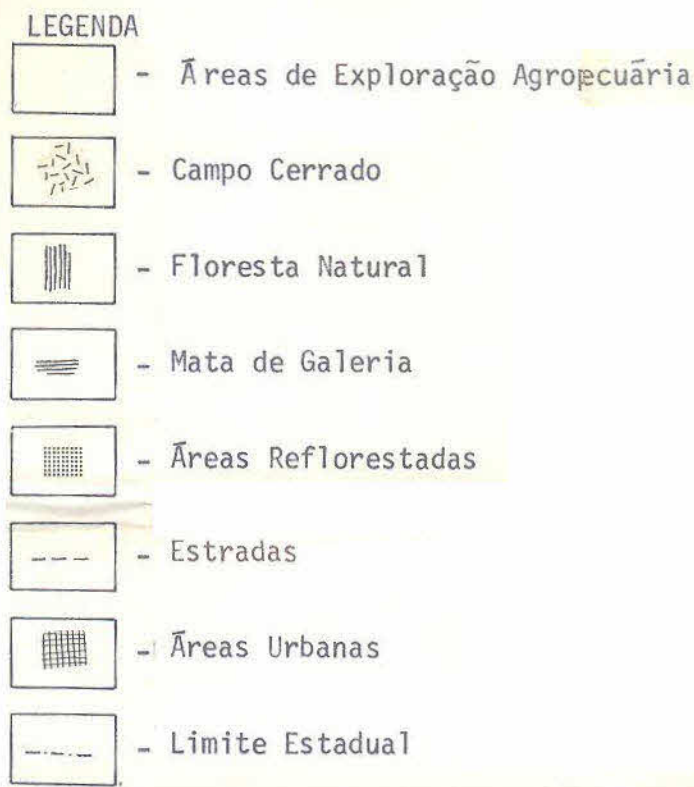 LEGENDA
- Áreas de Exploração Agropecuária
- Campo Cerrado
- Floresta Natural
- Mata de Galeria
- Áreas Reflorestadas
- Estradas
- Áreas Urbanas
- Limite Estadual